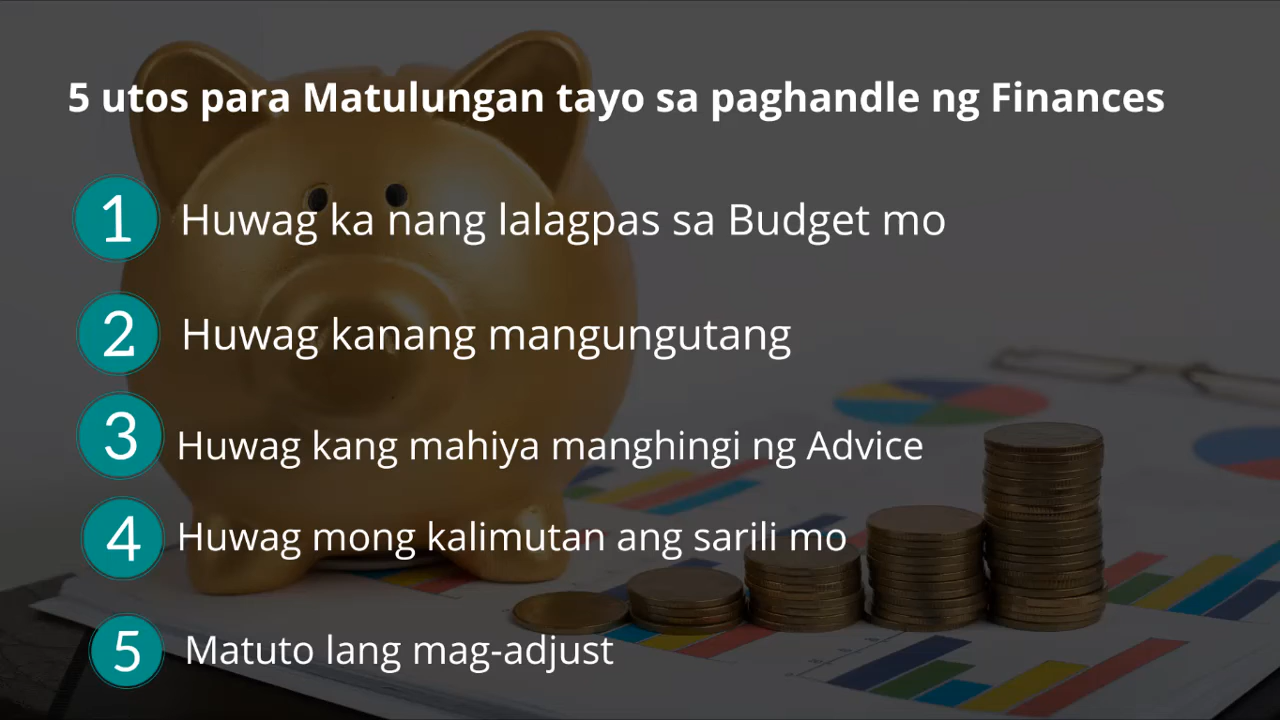 5 utos para Matulungan tayo sa paghandle ng Finances
1 Huwag ka nang lalagpas sa Budget mo
2 Huwag kanang mangungutang
3 Huwag kang mahiya manghingi ng Advice
4 Huwag mong kalimutan ang sarili mo
5 Matuto lang mag-adjust